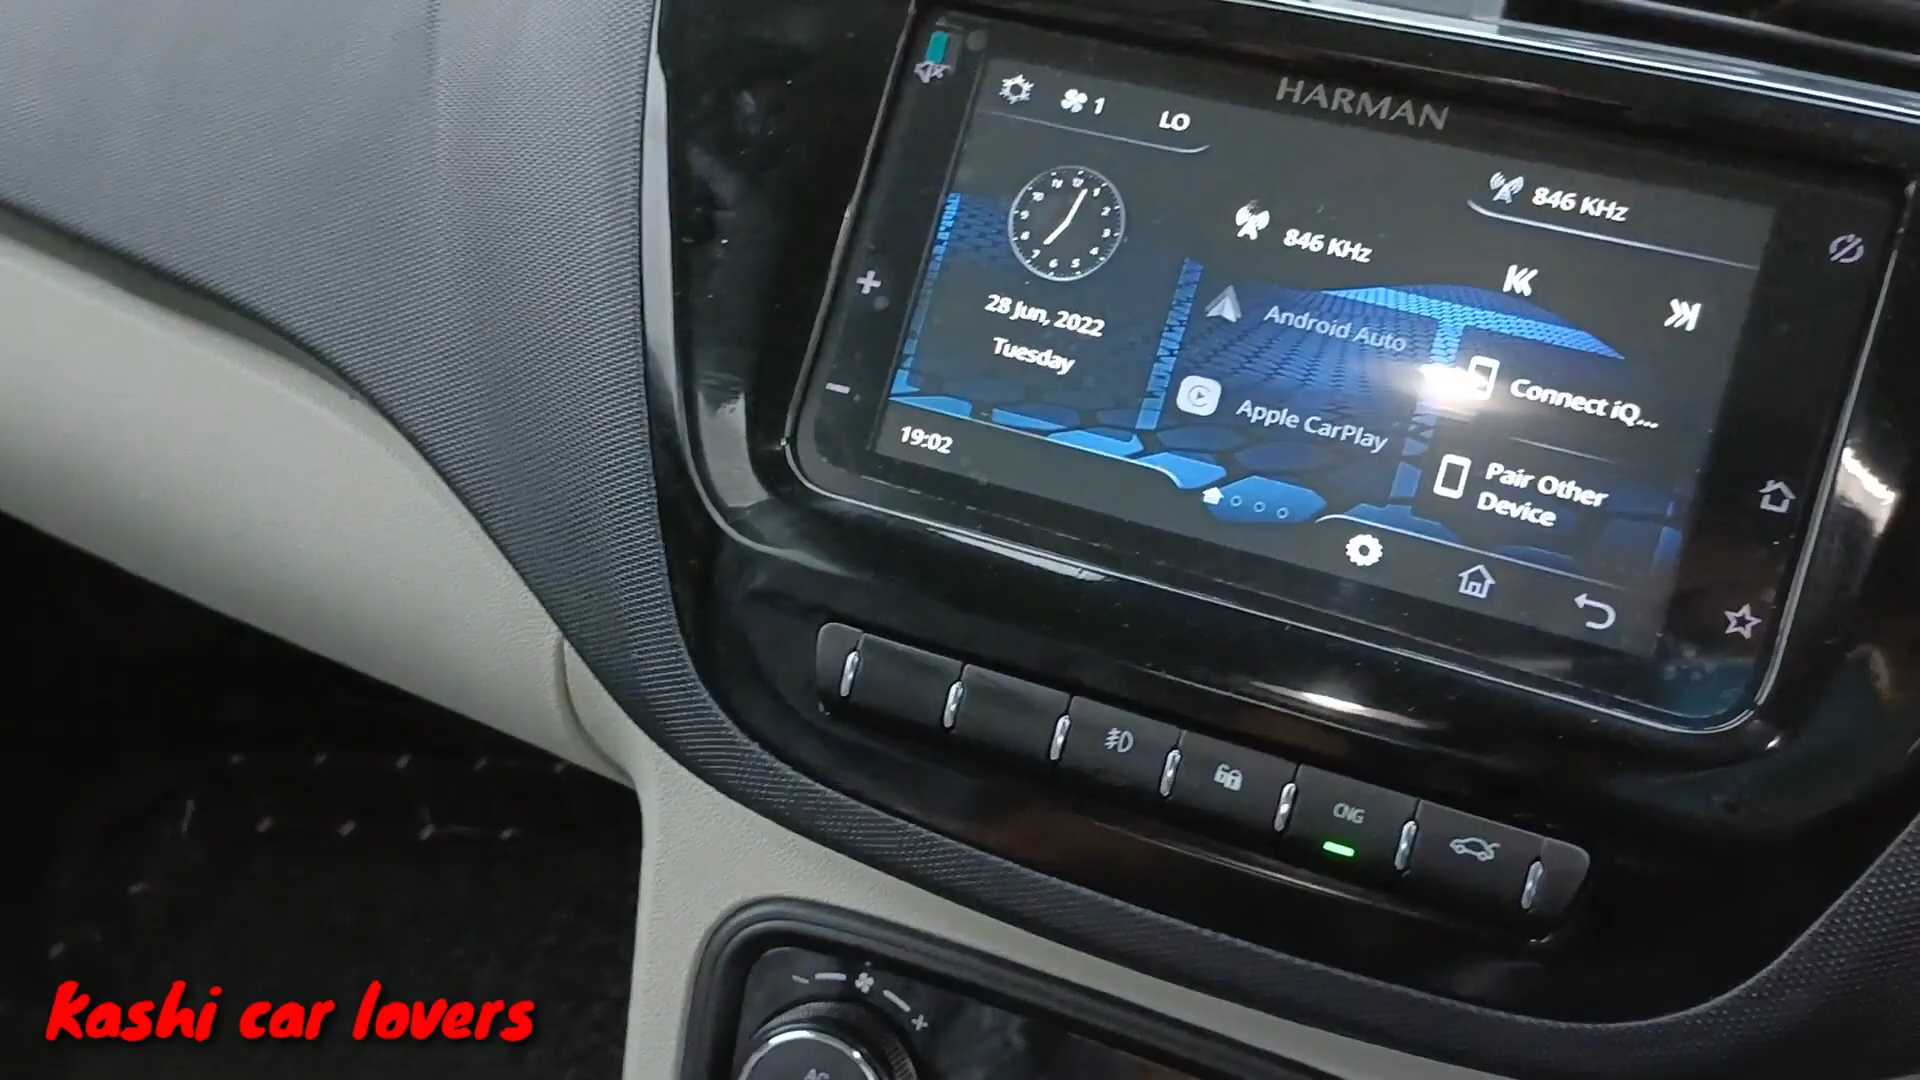 HARMAN
1
LO
846 KHz
846 KHz
28 Jun, 2022
Tuesday
Android Auto
Apple CarPlay
Connect iQ...
Pair Other
Device
19:02
CNG
AC
Kashi car lovers